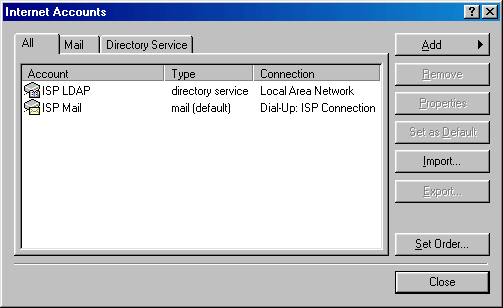 Internet Accounts
All Mail Directory Service
Account Type Connection
ISP LDAP directory service Local Area Network
ISP Mail mail (default) Dial-Up: ISP Connection
Add
Remove
Properties
Set as Default
Import...
Export...
Set Order...
Close